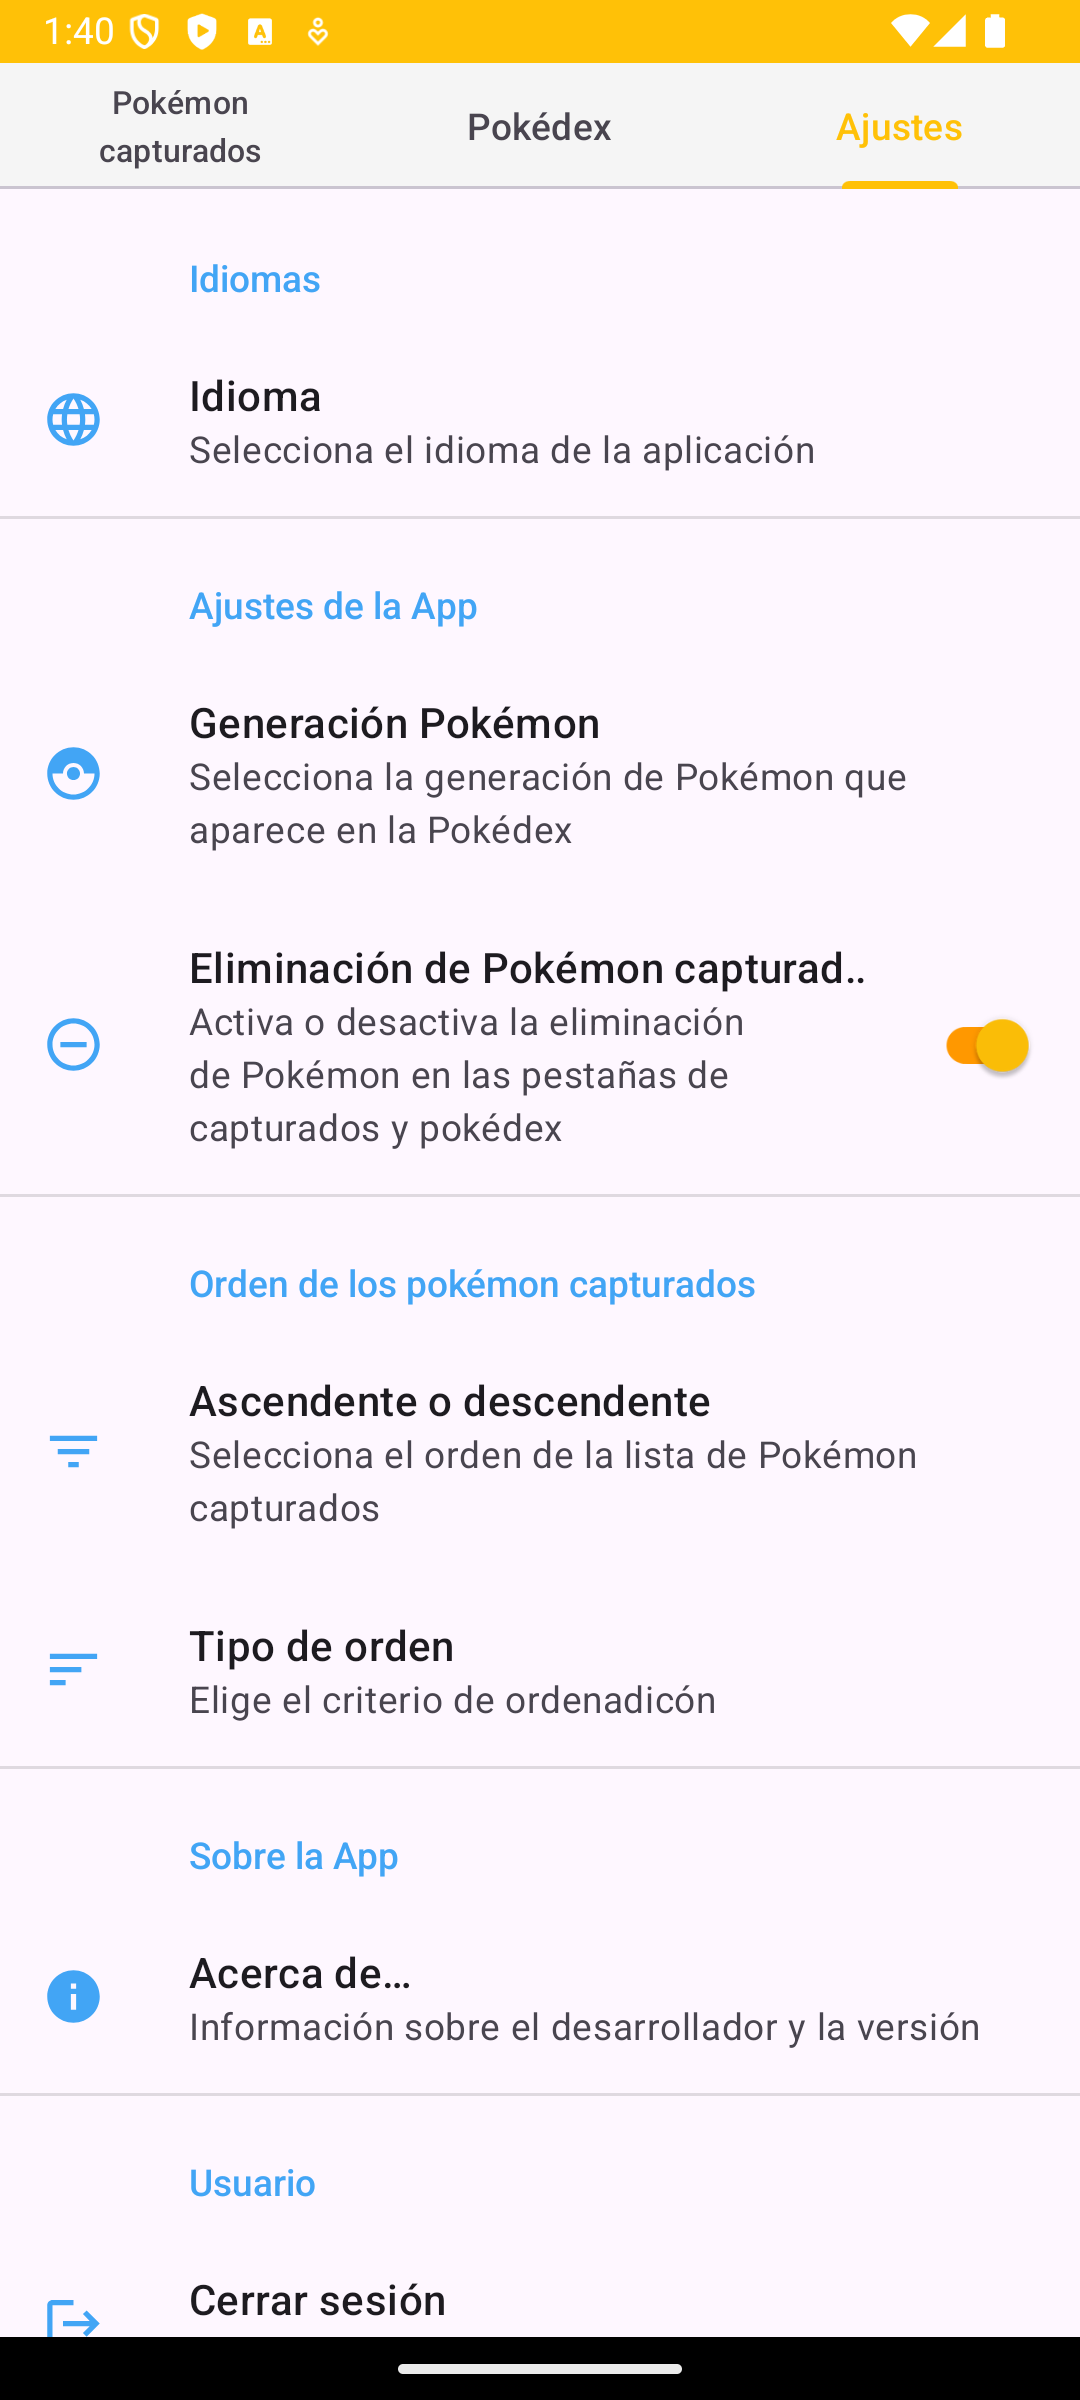 1:40
Pokémon
capturados
Pokédex
Ajustes
Idiomas
Idioma
Selecciona el idioma de la aplicación
Ajustes de la App
Generación Pokémon
Selecciona la generación de Pokémon que
aparece en la Pokédex
Eliminación de Pokémon capturad..
Activa o desactiva la eliminación
de Pokémon en las pestañas de
capturados y pokédex
Orden de los pokémon capturados
Ascendente o descendente
Selecciona el orden de la lista de Pokémon
capturados
Tipo de orden
Elige el criterio de ordenadicón
Sobre la App
Acerca de...
Información sobre el desarrollador y la versión
Usuario
Cerrar sesión